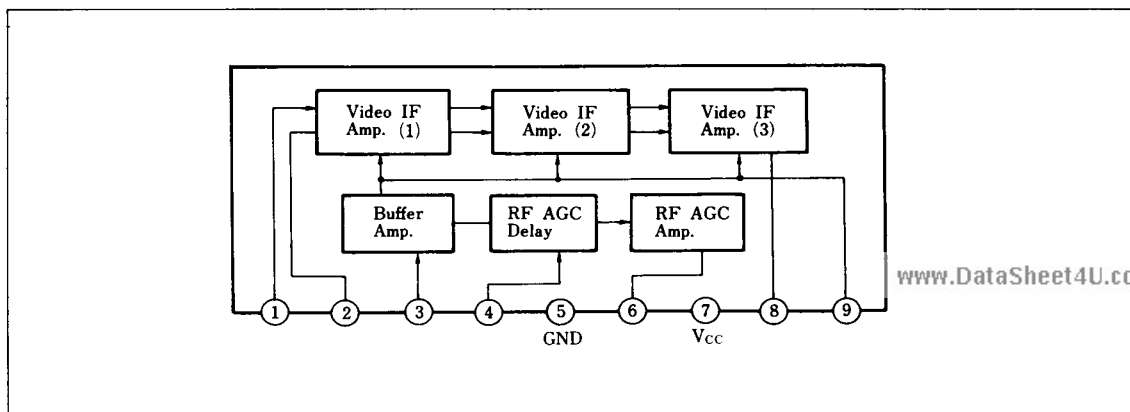 Video IF
Amp. (1)
Video IF
Amp. (2)
Video IF
Amp. (3)
Buffer
Amp.
RF AGC
Delay
RF AGC
Amp.
www.DataSheet4U.co
1 2 3 4 5 6 7 8 9
GND VCC